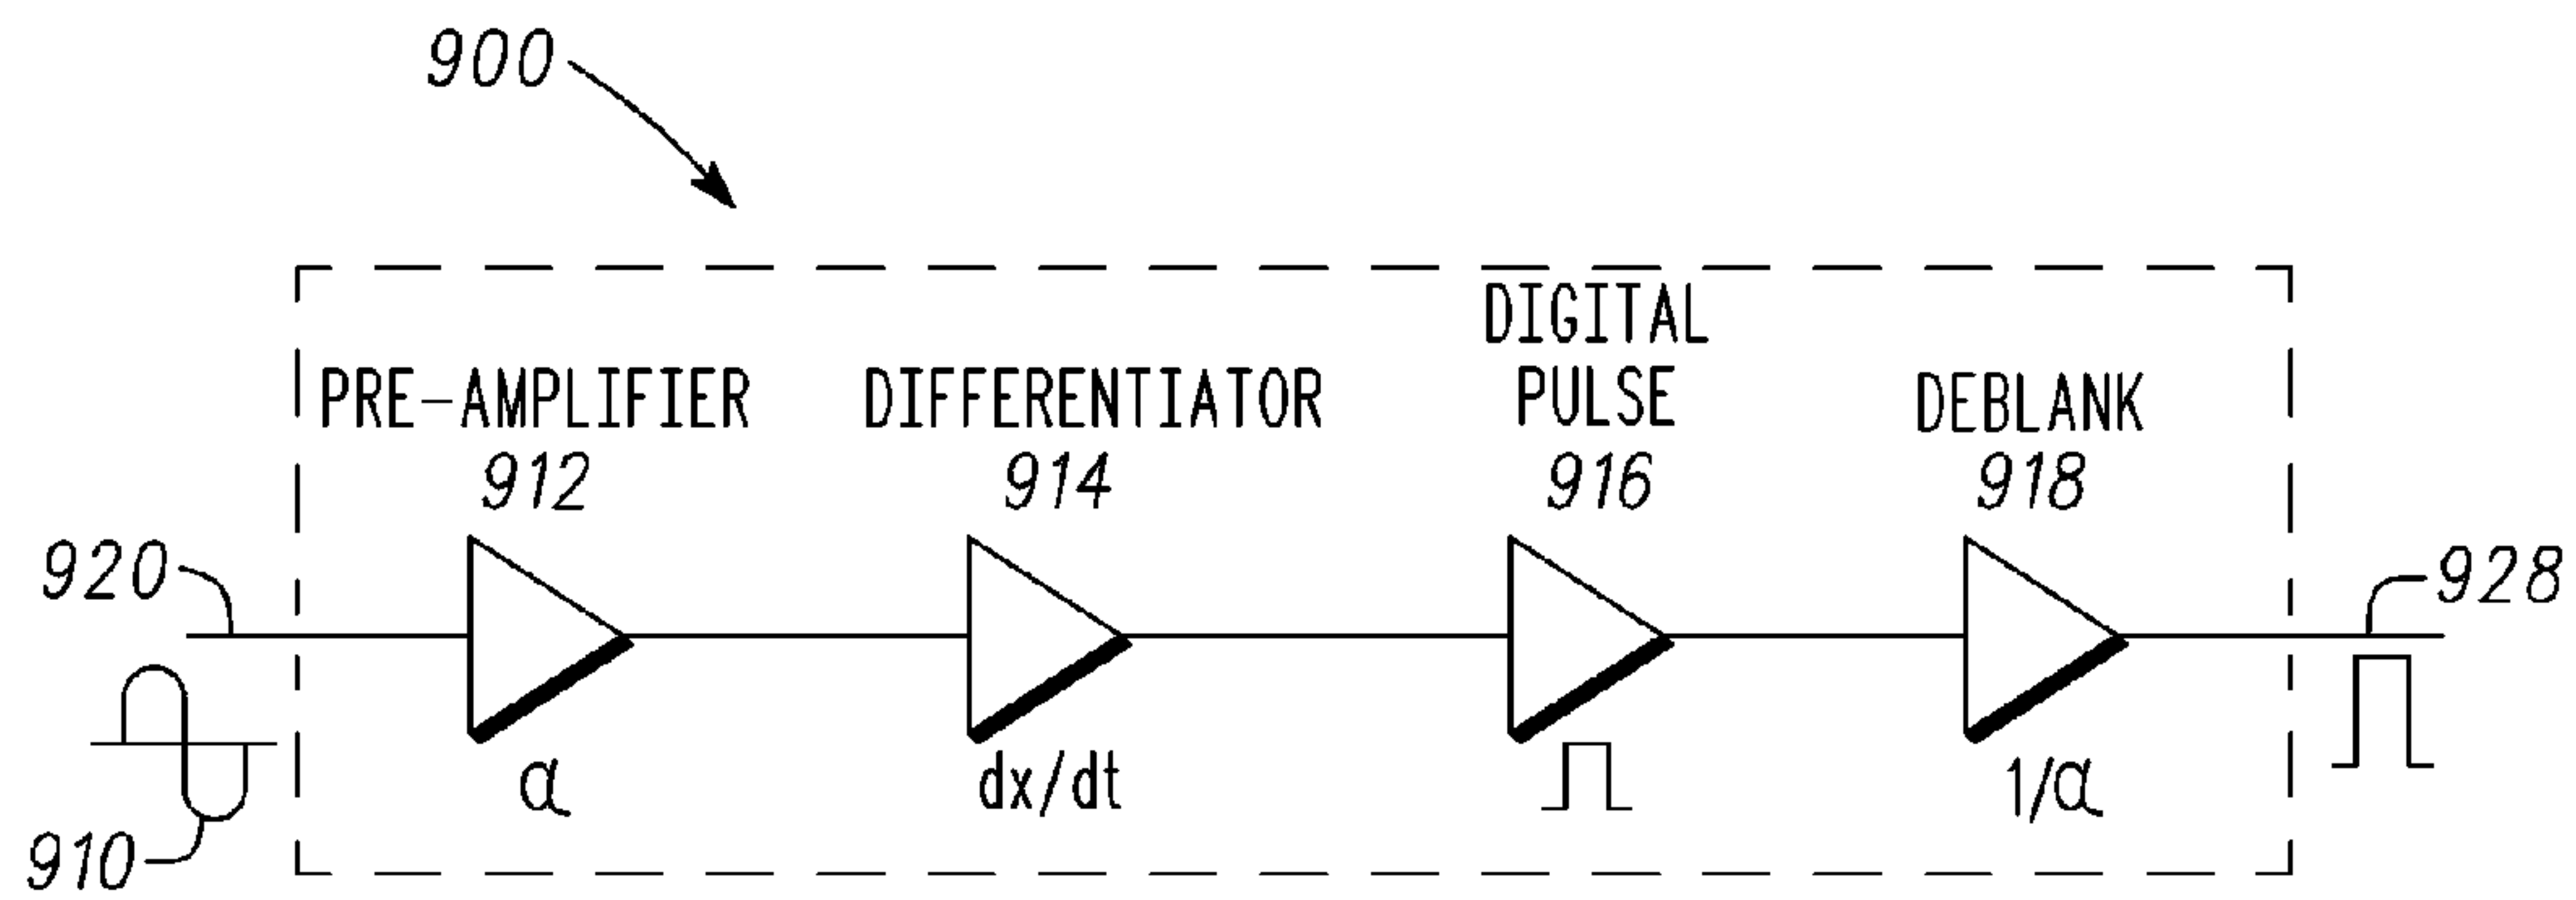 900
DIGITAL
PRE-AMPLIFIER DIFFERENTIATOR PULSE DEBLANK
912 914 916 918
920 928
α dx/dt 1/α
910